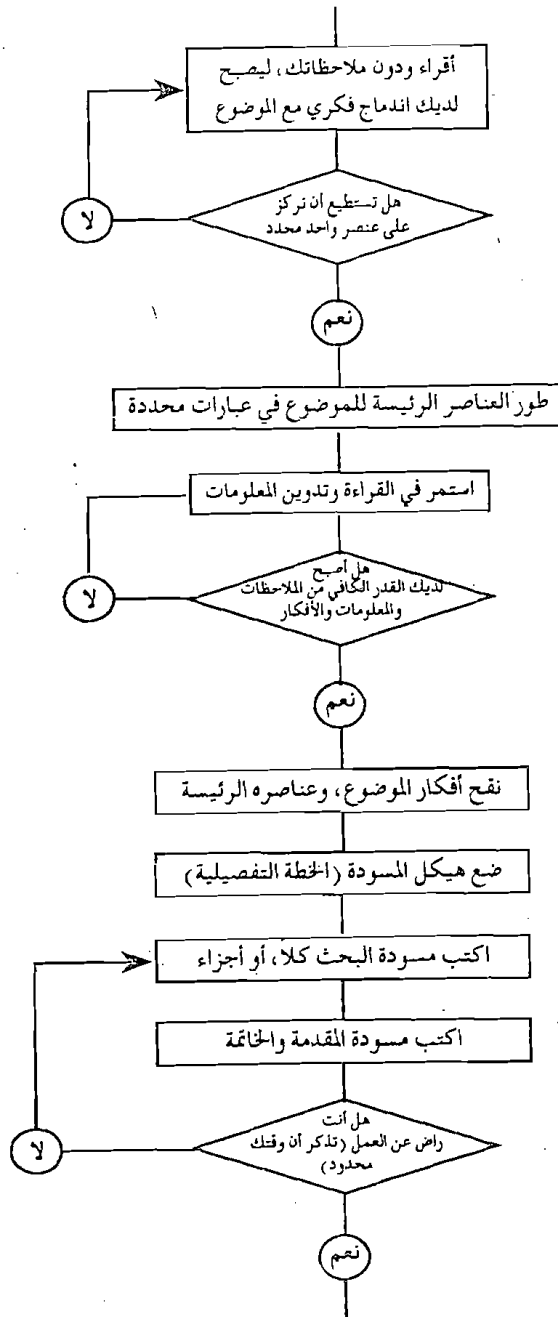 أقراء ودون ملاحظاتك، ليصبح
لديك اندماج فكري مع الموضوع
هل تستطيع أن نركز
على عنصر واحد محدد
لا
نعم
طور العناصر الرئيسة للموضوع في عبارات محددة
استمر في القراءة وتدوين المعلومات
هل أصبح
لديك القدر الكافي من الملاحظات
والمعلومات والأفكار
لا
نعم
نقح أفكار الموضوع، وعناصره الرئيسة
ضع هيكل المسودة (الخطة التفصيلية)
اكتب مسودة البحث كلا، أو أجزاء
اكتب مسودة المقدمة والخاتمة
هل أنت
راض عن العمل (تذكر أن وقتك
محدود)
لا
نعم